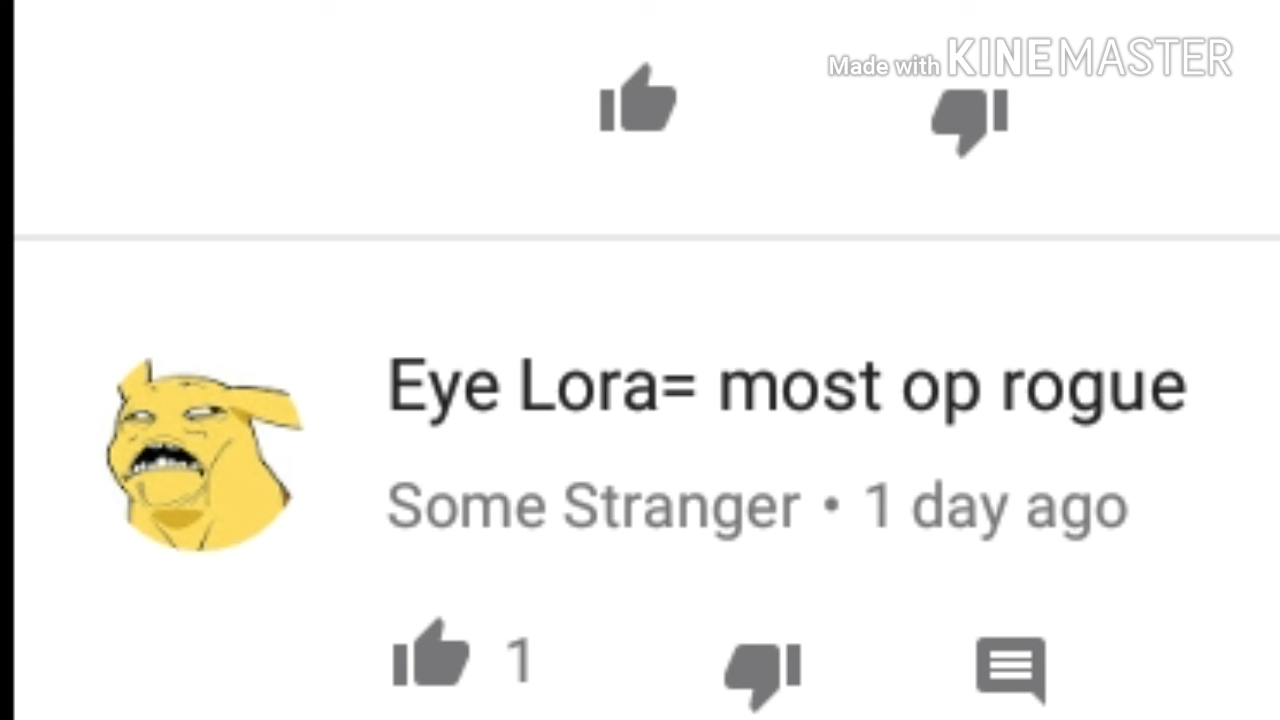 Made with KINEMASTER
Eye Lora= most op rogue
Some Stranger • 1 day ago
1